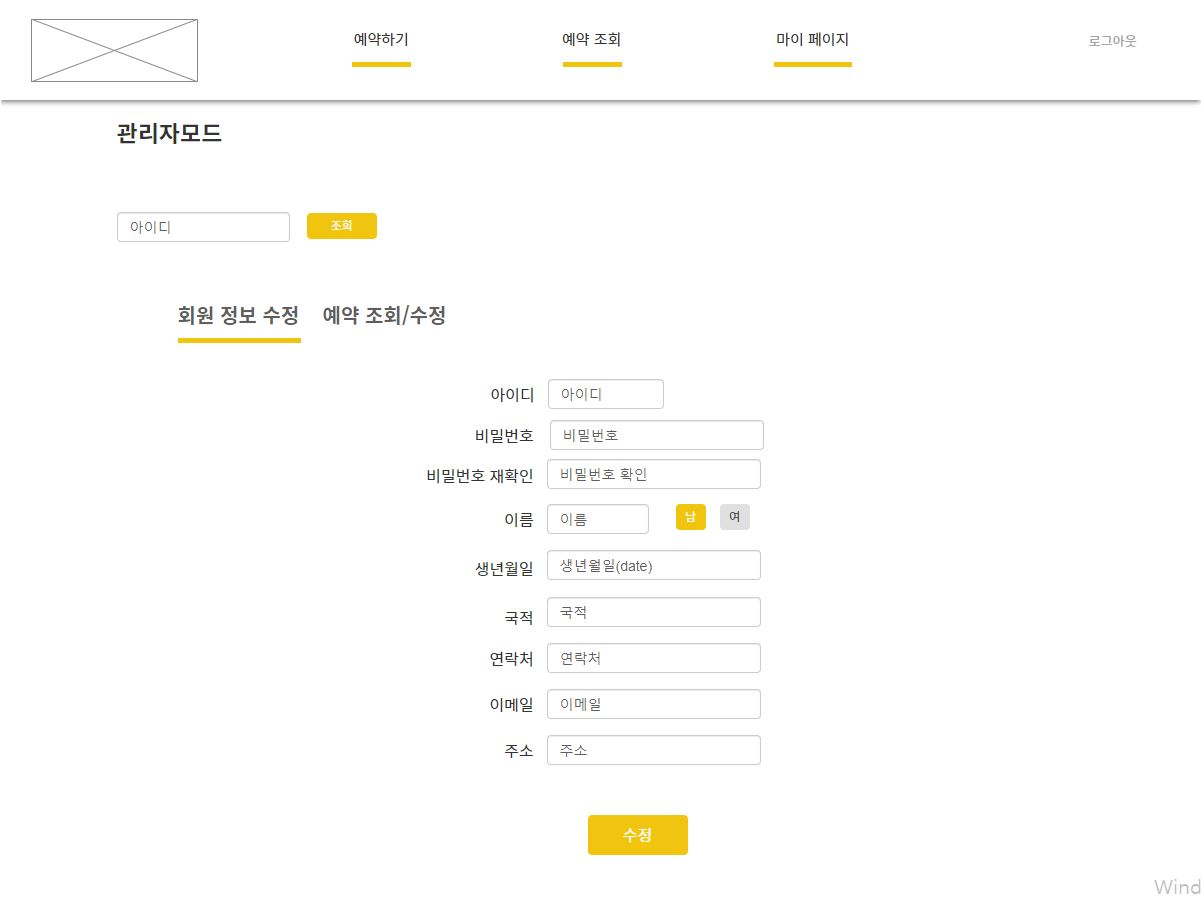 예약하기 예약 조회 마이 페이지 로그아웃
관리자모드
아이디 조회
회원 정보 수정 예약 조회/수정
아이디 아이디
비밀번호 비밀번호
비밀번호 재확인 비밀번호 확인
이름 이름 남 여
생년월일 생년월일(date)
국적 국적
연락처 연락처
이메일 이메일
주소 주소
수정
Wind